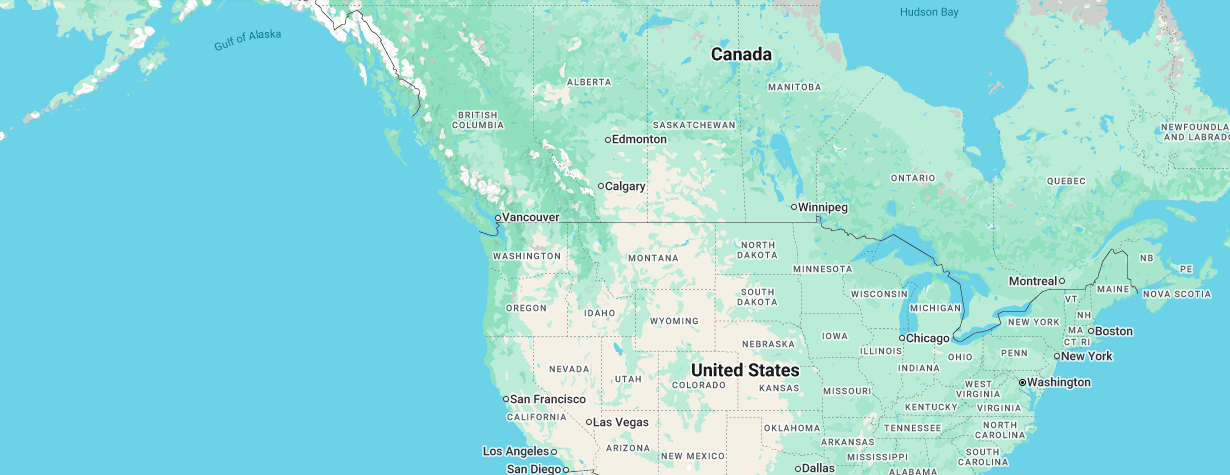 Hudson Bay
Gulf of Alaska
Canada
ALBERTA
MANITOBA
BRITISH
COLUMBIA
SASKATCHEWAN
NEWFOUNDLA
AND LABRAD
Edmonton
ONTARIO
QUEBEC
Calgary
Winnipeg
Vancouver
WASHINGTON
MONTANA
NORTH
DAKOTA
MINNESOTA
NB
PE
Montreal
MAINE
NOVA SCOTIA
SOUTH
DAKOTA
WISCONSIN
VT
OREGON
IDAHO
WYOMING
MICHIGAN
NH
NEW YORK
MA
Boston
IOWA
Chicago
NEBRASKA
CT RI
ILLINOIS
OHIO
PENN
New York
NEVADA
UTAH
United States
INDIANA
COLORADO
KANSAS
Washington
MISSOURI
WEST
VIRGINIA
San Francisco
KENTUCKY
VIRGINIA
CALIFORNIA
Las Vegas
OKLAHOMA
TENNESSEE
NORTH
CAROLINA
Los Angeles
ARIZONA
NEW MEXICO
ARKANSAS
MISSISSIPPI
SOUTH
CAROLINA
San Diego
Dallas
ALABAMA